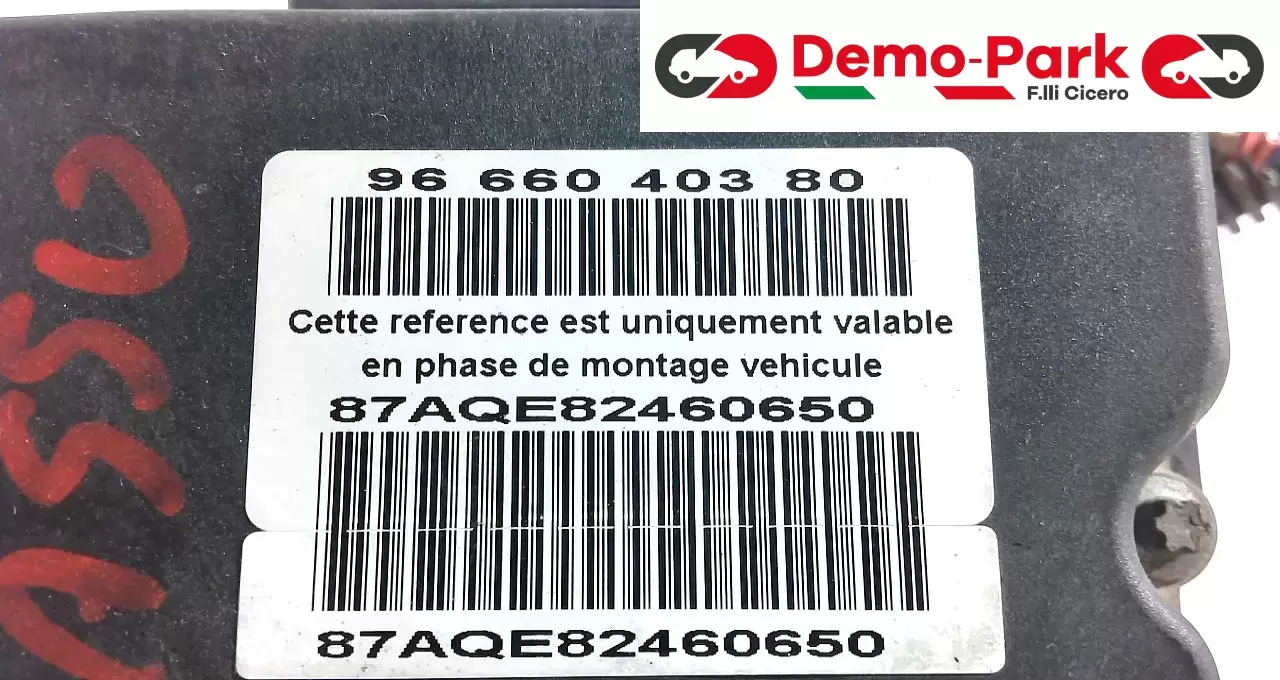 Demo-Park
F.lli Cicero
96 660 403 80
Cette reference est uniquement valable
en phase de montage vehicule
87AQE82460650
87AQE82460650